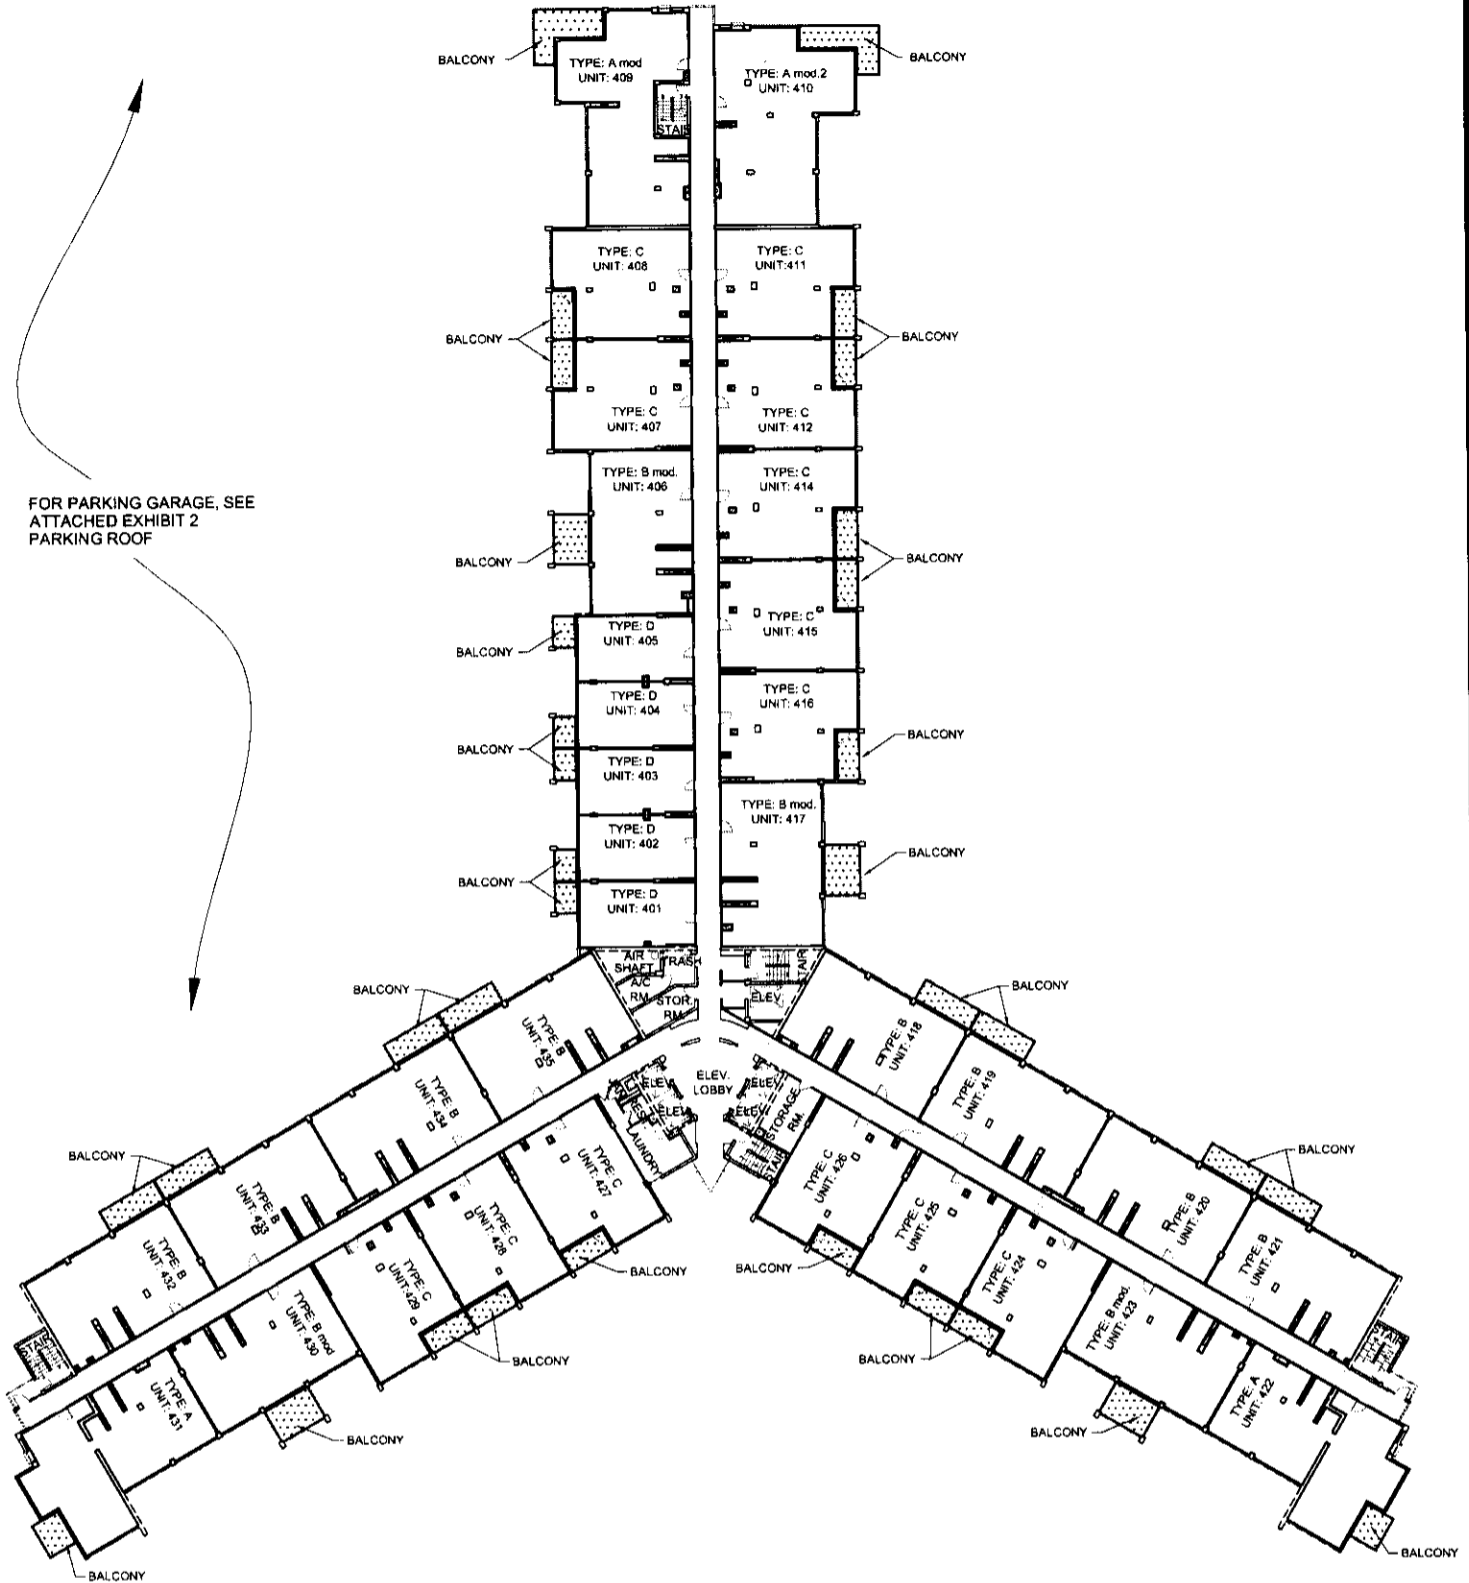 BALCONY
TYPE: A mod
UNIT: 409
TYPE: A mod.2
UNIT: 410
BALCONY
STAIR
TYPE: C
UNIT: 408
TYPE: C
UNIT:411
BALCONY
BALCONY
TYPE: C
UNIT: 407
TYPE: C
UNIT: 412
TYPE: B mod.
UNIT: 406
TYPE: C
UNIT: 414
FOR PARKING GARAGE, SEE
ATTACHED EXHIBIT 2
PARKING ROOF
BALCONY
BALCONY
TYPE: D
UNIT: 405
TYPE: C
UNIT: 415
BALCONY
TYPE: D
UNIT: 404
TYPE: C
UNIT: 416
BALCONY
BALCONY
TYPE: D
UNIT: 403
TYPE: B mod.
UNIT: 417
TYPE: D
UNIT: 402
BALCONY
BALCONY
TYPE: D
UNIT: 401
AIR
SHAFT
TRASH
STAIR
A/C
RM.
STOR.
RM.
ELEV.
BALCONY
BALCONY
TYPE: B
UNIT: 435
TYPE: B
UNIT: 418
ELEV.
LOBBY
ELEV.
ELEV.
ELEV.
ELEV.
STORAGE
RM.
STAIR
LAUNDRY
TYPE: B
UNIT: 434
TYPE: B
UNIT: 419
BALCONY
BALCONY
TYPE: C
UNIT: 427
TYPE: C
UNIT: 426
TYPE: B
UNIT: 433
TYPE: C
UNIT: 428
TYPE: C
UNIT: 425
TYPE: B
UNIT: 420
TYPE: B
UNIT: 432
TYPE: C
UNIT: 429
TYPE: C
UNIT: 424
TYPE: B
UNIT: 421
BALCONY
BALCONY
TYPE: B mod
UNIT: 430
TYPE: B mod.
UNIT: 423
STAIR
STAIR
BALCONY
BALCONY
TYPE: A
UNIT: 431
TYPE: A
UNIT: 422
BALCONY
BALCONY
BALCONY
BALCONY